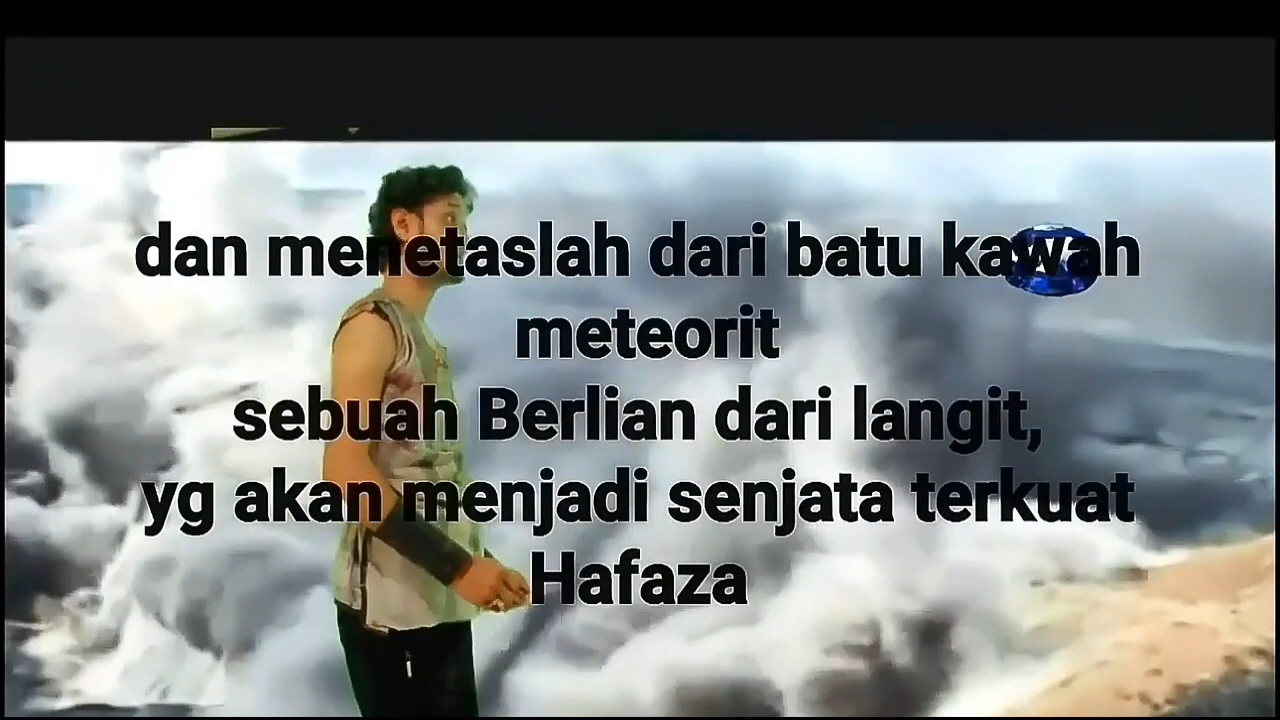 dan menetaslah dari batu kawah
meteorit
sebuah Berlian dari langit,
yg akan menjadi senjata terkuat
Hafaza